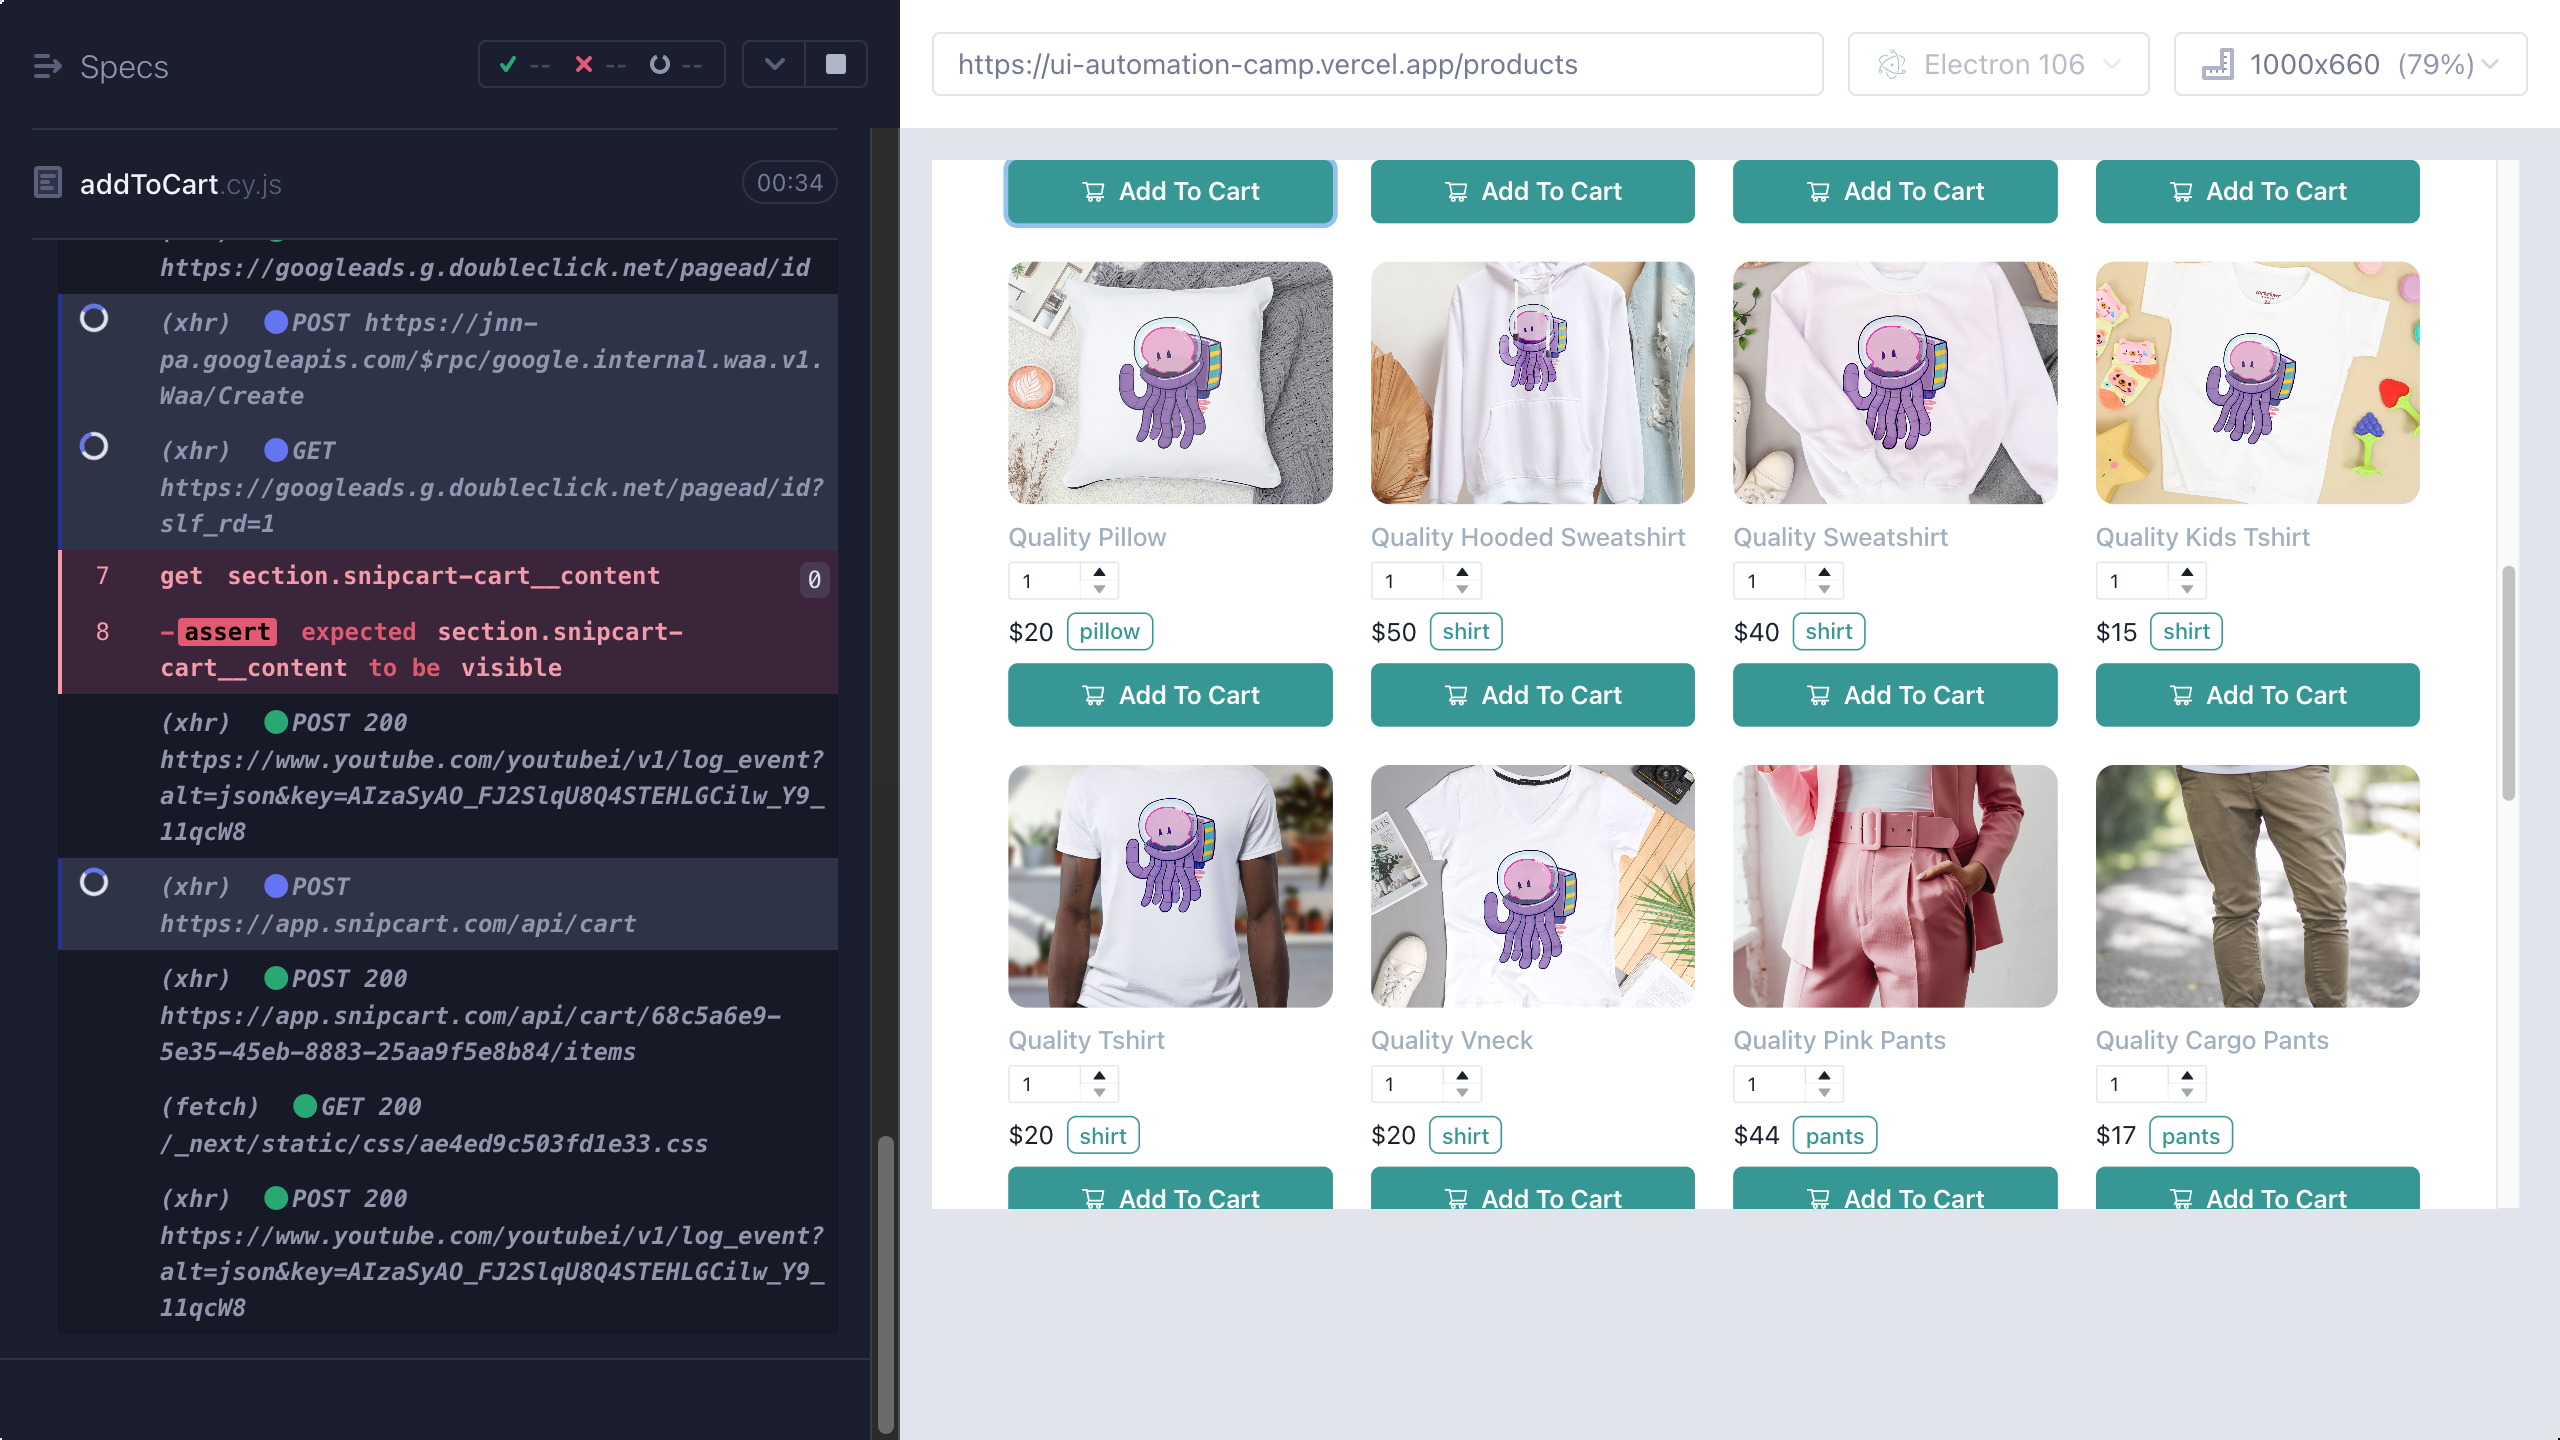 Specs
-- -- --
https://ui-automation-camp.vercel.app/products
Electron 106
1000x660 (79%)
addToCart.cy.js
00:34
https://googleads.g.doubleclick.net/pagead/id
(xhr) POST https://jnn-
pa.googleapis.com/$rpc/google.internal.waa.v1.
Waa/Create
(xhr) GET
https://googleads.g.doubleclick.net/pagead/id?
slf_rd=1
7 get section.snipcart-cart__content 0
8 -assert expected section.snipcart-
cart__content to be visible
(xhr) POST 200
https://www.youtube.com/youtubei/v1/log_event?
alt=json&key=AIzaSyAO_FJ2SlqU8Q4STEHLGCilw_Y9_
11qcW8
(xhr) POST
https://app.snipcart.com/api/cart
(xhr) POST 200
https://app.snipcart.com/api/cart/68c5a6e9-
5e35-45eb-8883-25aa9f5e8b84/items
(fetch) GET 200
/_next/static/css/ae4ed9c503fd1e33.css
(xhr) POST 200
https://www.youtube.com/youtubei/v1/log_event?
alt=json&key=AIzaSyAO_FJ2SlqU8Q4STEHLGCilw_Y9_
11qcW8
Add To Cart Add To Cart Add To Cart Add To Cart
Quality Pillow Quality Hooded Sweatshirt Quality Sweatshirt Quality Kids Tshirt
1 1 1 1
$20 pillow $50 shirt $40 shirt $15 shirt
Add To Cart Add To Cart Add To Cart Add To Cart
Quality Tshirt Quality Vneck Quality Pink Pants Quality Cargo Pants
1 1 1 1
$20 shirt $20 shirt $44 pants $17 pants
Add To Cart Add To Cart Add To Cart Add To Cart